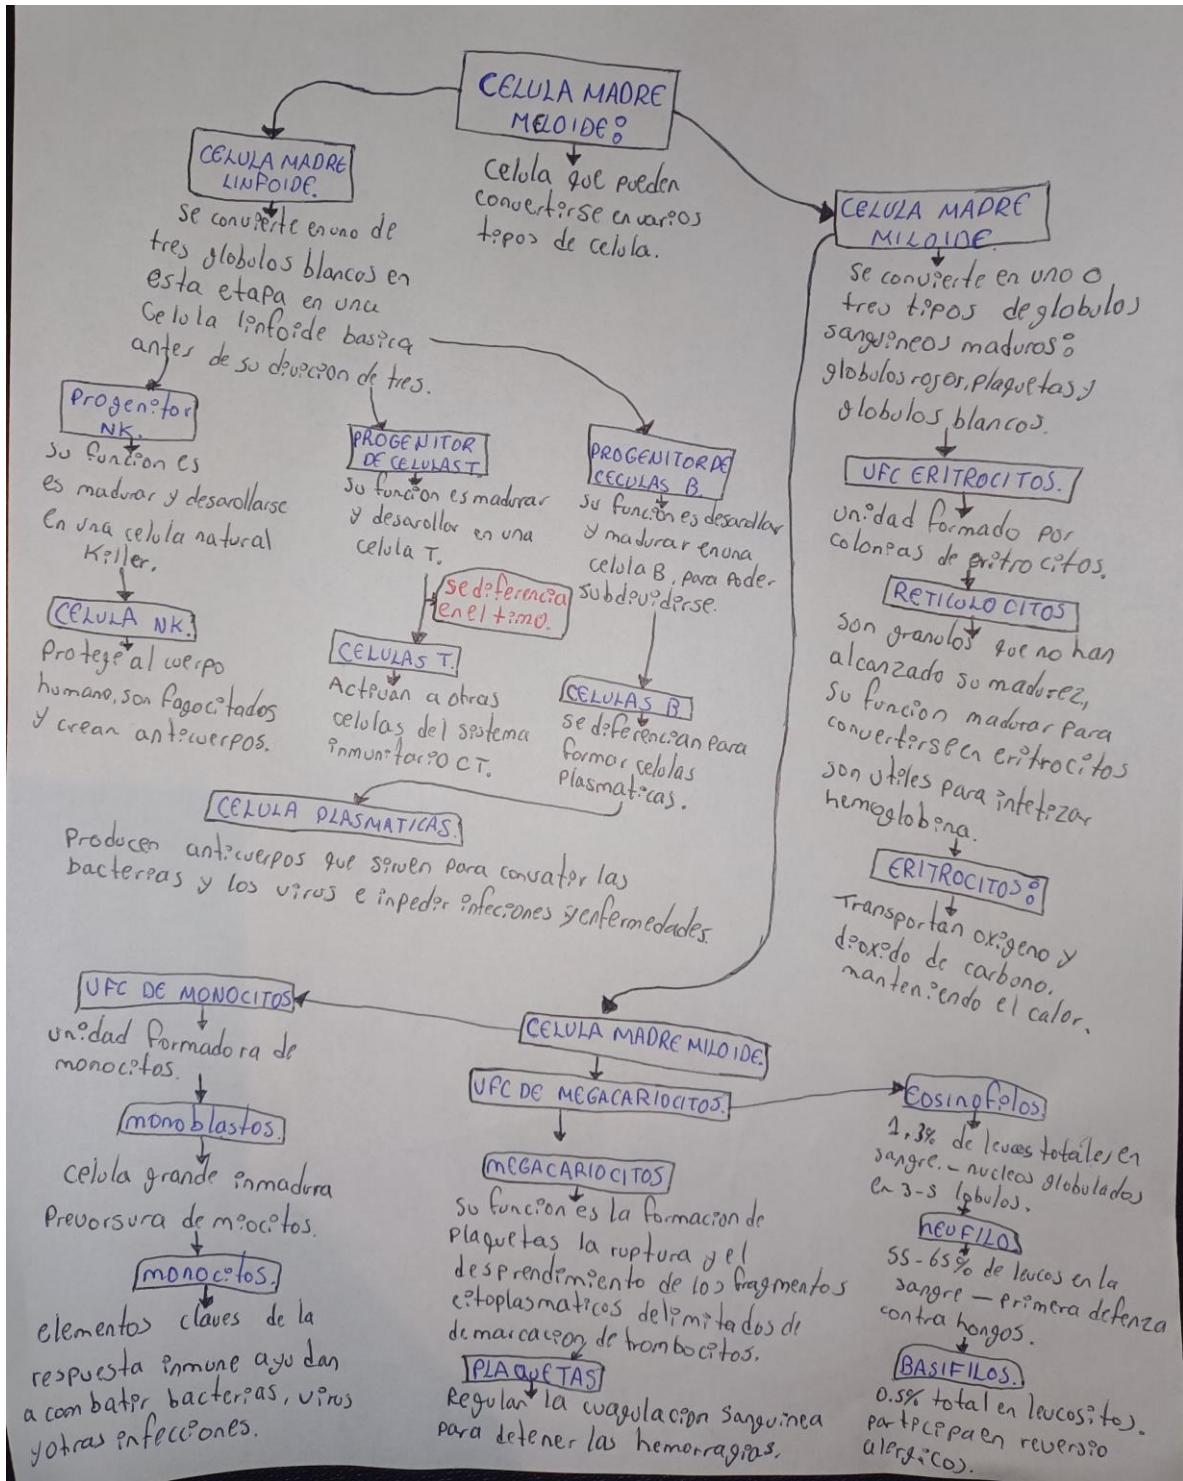 CELULA MADRE
MELOIDE:
Celula que pueden
convertirse en varios
tipos de celula.
CELULA MADRE
LINFOIDE.
se convierte en uno de
tres globulos blancos en
esta etapa en una
Celula linfoide basica
antes de su divicion de tres.
Progenitor
NK.
su función es
es madurar y desarollarse
en una celula natural
Killer.
CELULA NK.
Protege al cuerpo
humano, son fagocitados
y crean anticuerpos.
PROGENITOR
DE CELULAS T.
su función es madurar
y desarollar en una
celula T.
se diferencia
en el timo.
CELULAS T.
Activan a otras
celulas del sistema
inmunitario CT.
PROGENITOR DE
CECULAS B.
su función es desarollar
y madurar en una
celula B, para poder
subdividirse.
CELULAS B.
se diferencian para
formar celulas
plasmaticas.
CELULA PLASMATICAS.
Producen anticuerpos que sirven para convatir las
bacterias y los virus e inpedir infeciones y enfermedades.
CELULA MADRE
MILOIDE.
se convierte en uno o
tres tipos de globulos
sanguineos maduros:
globulos rojos, plaquetas y
globulos blancos.
UFC ERITROCITOS.
unidad formado por
colonias de eritrocitos.
RETICULOCITOS
son granulos que no han
alcanzado su madurez,
su funcion madurar para
convertirse en eritrocitos
son utiles para intetizar
hemoglobina.
ERITROCITOS:
Transportan oxigeno y
dioxido de carbono.
manteniendo el calor.
CELULA MADRE MILOIDE.
UFC DE MONOCITOS
unidad formadora de
monocitos.
monoblastos.
celula grande inmadura
Prevorsura de miocitos.
monocitos.
elementos claves de la
respuesta inmune ayudan
a combatir bacterias, virus
y otras infecciones.
UFC DE MEGACARIOCITOS.
MEGACARIOCITOS
Su funcion es la formacion de
plaquetas la ruptura y el
desprendimiento de los fragmentos
citoplasmaticos delimitados de
demarcacion de trombocitos.
PLAQUETAS
Regulan la cuagulacion Sanguinea
para detener las hemorragias.
Eosinofilos.
1,3% de leucos totales en
sangre. - nucleos globulados
en 3-5 lobulos.
NEUFILOS
55-65% de leucos en la
sangre — primera defenza
contra hongos.
BASIFILOS.
0.5% total en leucositos.
participa en reversio
alergicos.